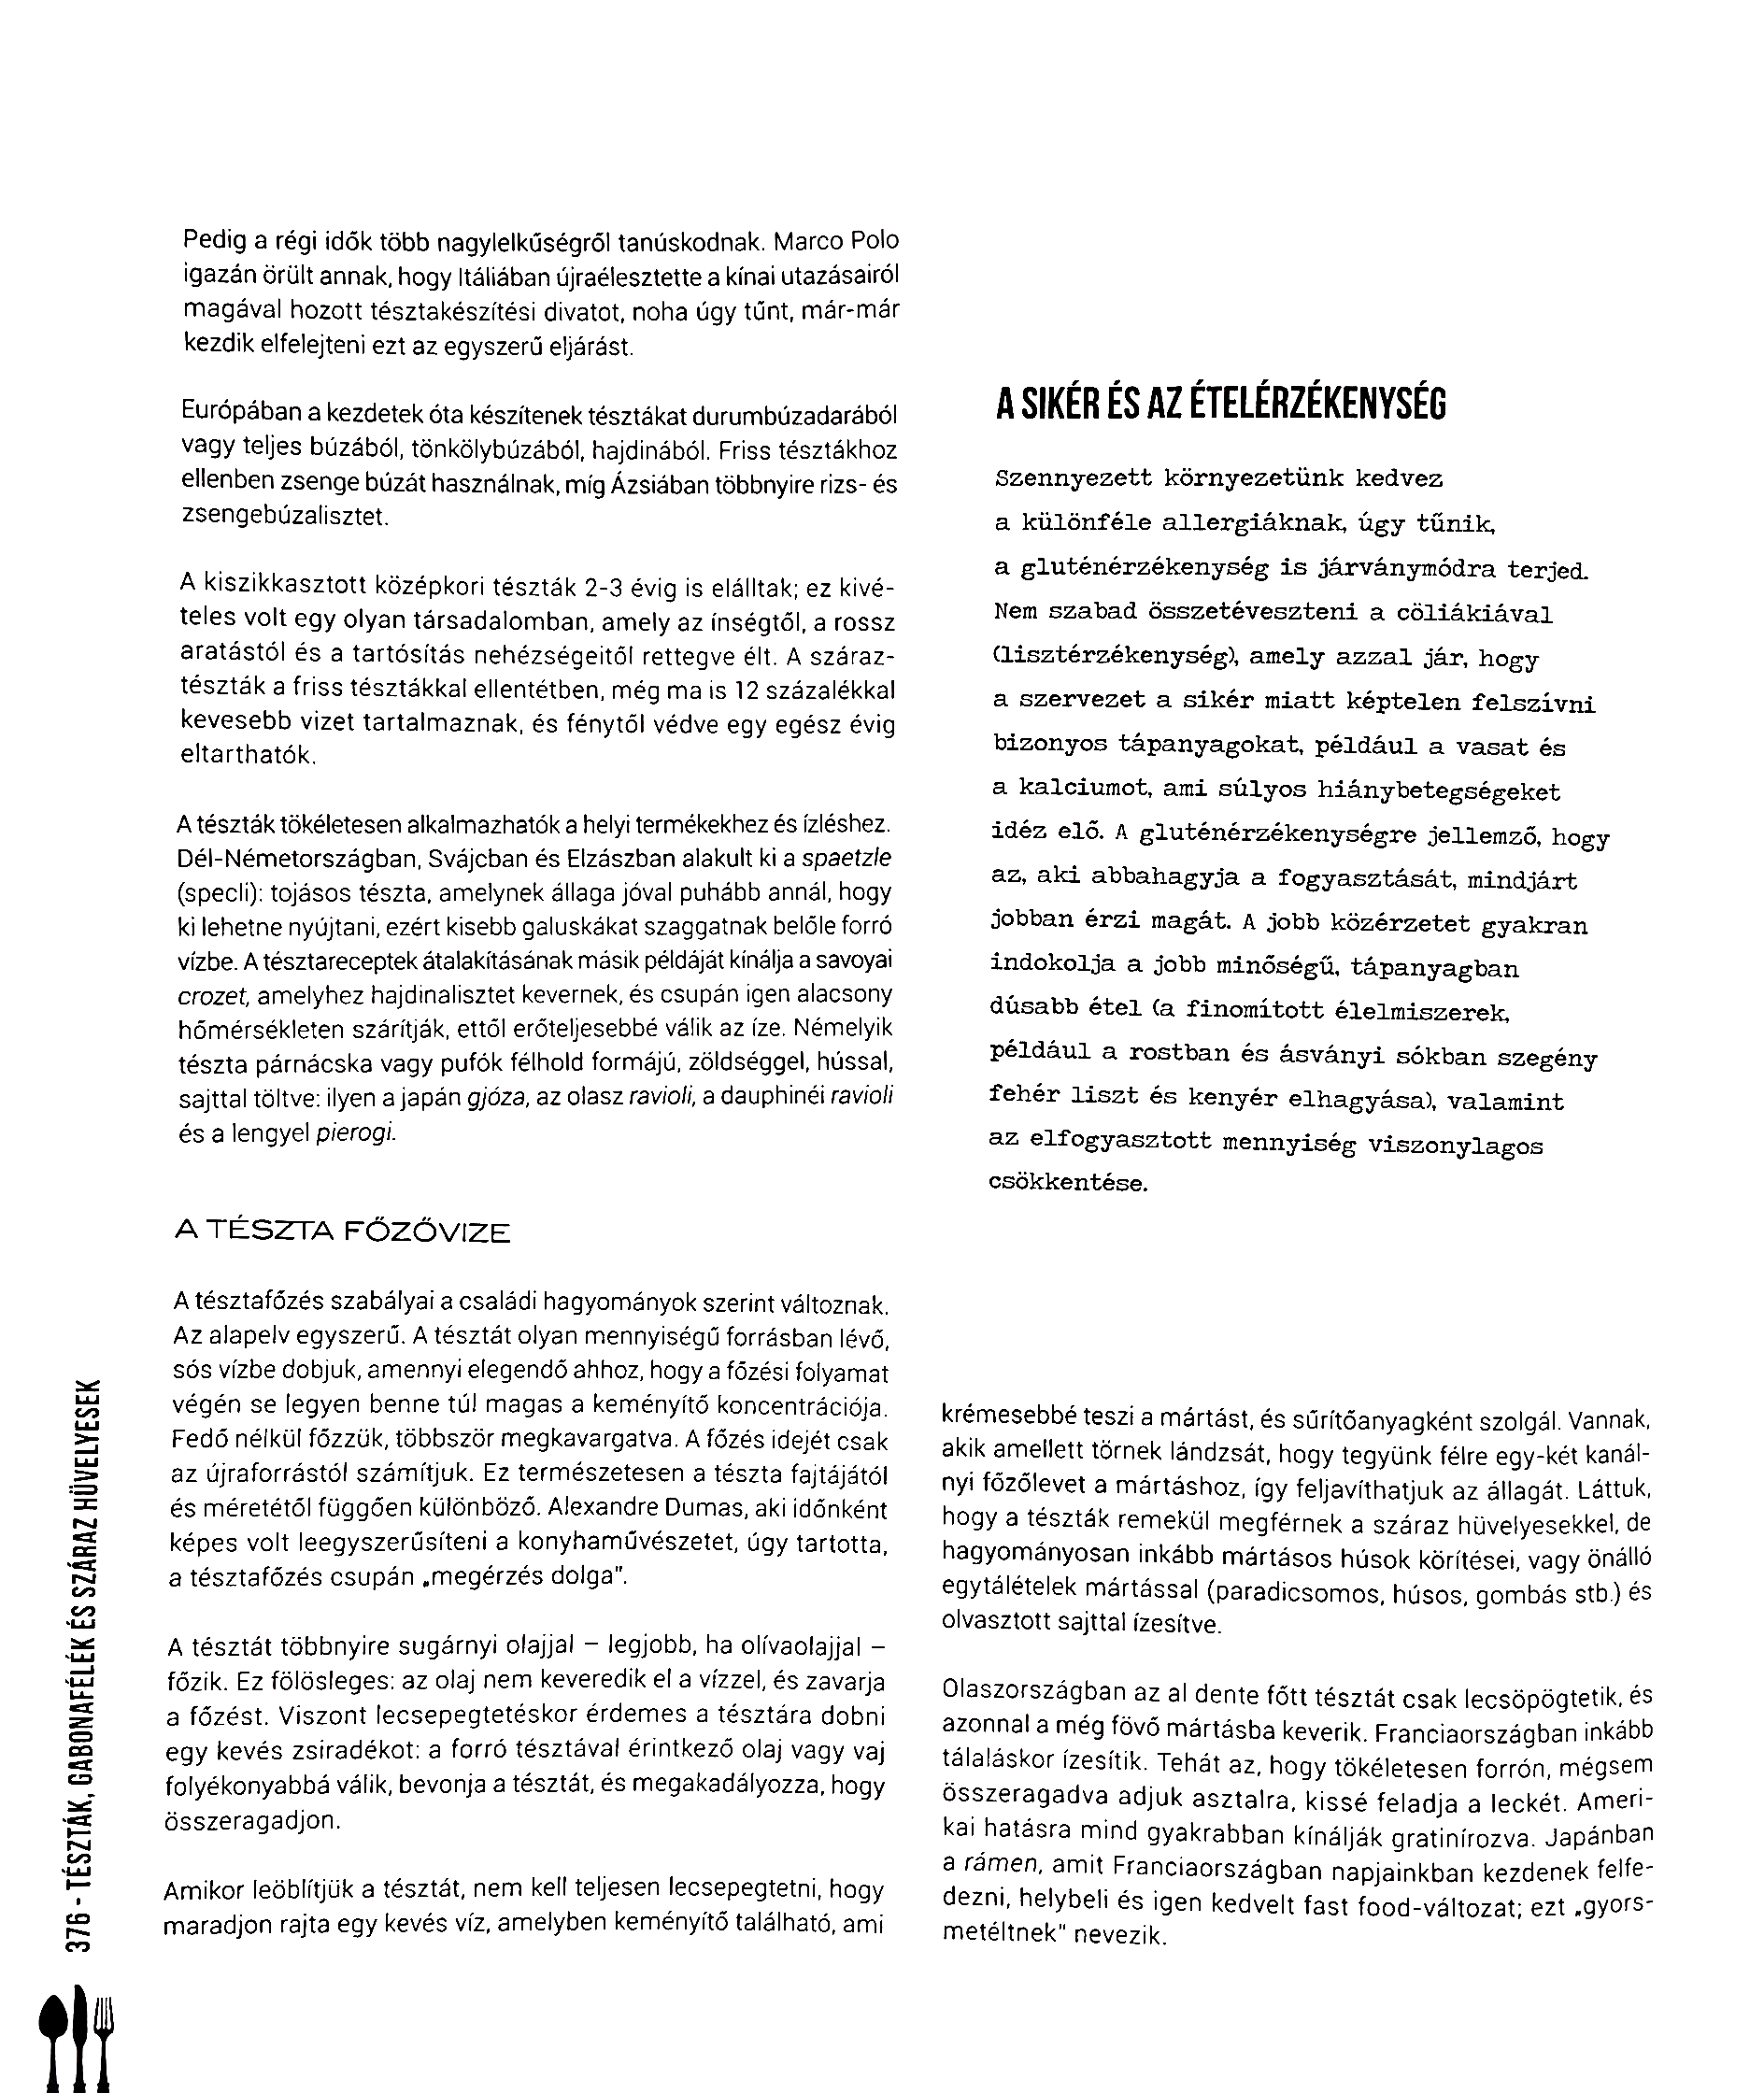 Pedig a régi idők több nagylelkűségről tanúskodnak. Marco Polo
igazán örült annak, hogy Itáliában újraélesztette a kínai utazásairól
magával hozott tésztakészítési divatot, noha úgy tűnt, már-már
kezdik elfelejteni ezt az egyszerű eljárást.
Európában a kezdetek óta készítenek tésztákat durumbúzadarából
vagy teljes búzából, tönkölybúzából, hajdinából. Friss tésztákhoz
ellenben zsenge búzát használnak, míg Ázsiában többnyire rizs- és
zsengebúzalisztet.
A kiszikkasztott középkori tészták 2-3 évig is elálltak; ez kivé-
teles volt egy olyan társadalomban, amely az ínségtől, a rossz
aratástól és a tartósítás nehézségeitől rettegve élt. A száraz-
tészták a friss tésztákkal ellentétben, még ma is 12 százalékkal
kevesebb vizet tartalmaznak, és fénytől védve egy egész évig
eltarthatók.
A tészták tökéletesen alkalmazhatók a helyi termékekhez és ízléshez.
Dél-Németországban, Svájcban és Elzászban alakult ki a spaetzle
(specli): tojásos tészta, amelynek állaga jóval puhább annál, hogy
ki lehetne nyújtani, ezért kisebb galuskákat szaggatnak belőle forró
vízbe. A tésztareceptek átalakításának másik példáját kínálja a savoyai
crozet, amelyhez hajdinalisztet kevernek, és csupán igen alacsony
hőmérsékleten szárítják, ettől erőteljesebbé válik az íze. Némelyik
tészta párnácska vagy pufók félhold formájú, zöldséggel, hússal,
sajttal töltve: ilyen a japán gjóza, az olasz ravioli, a dauphinéi ravioli
és a lengyel pierogi.
A TÉSZTA FŐZŐVIZE
A tésztafőzés szabályai a családi hagyományok szerint változnak.
Az alapelv egyszerű. A tésztát olyan mennyiségű forrásban lévő,
sós vízbe dobjuk, amennyi elegendő ahhoz, hogy a főzési folyamat
végén se legyen benne túl magas a keményítő koncentrációja.
Fedő nélkül főzzük, többször megkavargatva. A főzés idejét csak
az újraforrástól számítjuk. Ez természetesen a tészta fajtájától
és méretétől függően különböző. Alexandre Dumas, aki időnként
képes volt leegyszerűsíteni a konyhaművészetet, úgy tartotta,
a tésztafőzés csupán „megérzés dolga".
A tésztát többnyire sugárnyi olajjal – legjobb, ha olívaolajjal –
főzik. Ez fölösleges: az olaj nem keveredik el a vízzel, és zavarja
a főzést. Viszont lecsepegtetéskor érdemes a tésztára dobni
egy kevés zsiradékot: a forró tésztával érintkező olaj vagy vaj
folyékonyabbá válik, bevonja a tésztát, és megakadályozza, hogy
összeragadjon.
Amikor leöblítjük a tésztát, nem kell teljesen lecsepegtetni, hogy
maradjon rajta egy kevés víz, amelyben keményítő található, ami
A SIKÉR ÉS AZ ÉTELÉRZÉKENYSÉG
Szennyezett környezetünk kedvez
a különféle allergiáknak, úgy tűnik,
a gluténérzékenység is járványmódra terjed.
Nem szabad összetéveszteni a cöliákiával
(lisztérzékenység), amely azzal jár, hogy
a szervezet a sikér miatt képtelen felszívni
bizonyos tápanyagokat, például a vasat és
a kalciumot, ami súlyos hiánybetegségeket
idéz elő. A gluténérzékenységre jellemző, hogy
az, aki abbahagyja a fogyasztását, mindjárt
jobban érzi magát. A jobb közérzetet gyakran
indokolja a jobb minőségű, tápanyagban
dúsabb étel (a finomított élelmiszerek,
például a rostban és ásványi sókban szegény
fehér liszt és kenyér elhagyása), valamint
az elfogyasztott mennyiség viszonylagos
csökkentése.
krémesebbé teszi a mártást, és sűrítőanyagként szolgál. Vannak,
akik amellett törnek lándzsát, hogy tegyünk félre egy-két kanál-
nyi főzőlevet a mártáshoz, így feljavíthatjuk az állagát. Láttuk,
hogy a tészták remekül megférnek a száraz hüvelyesekkel, de
hagyományosan inkább mártásos húsok körítései, vagy önálló
egytálételek mártással (paradicsomos, húsos, gombás stb.) és
olvasztott sajttal ízesítve.
Olaszországban az al dente főtt tésztát csak lecsöpögtetik, és
azonnal a még fövő mártásba keverik. Franciaországban inkább
tálaláskor ízesítik. Tehát az, hogy tökéletesen forrón, mégsem
összeragadva adjuk asztalra, kissé feladja a leckét. Ameri-
kai hatásra mind gyakrabban kínálják gratinírozva. Japánban
a rámen, amit Franciaországban napjainkban kezdenek felfe-
dezni, helybeli és igen kedvelt fast food-változat; ezt „gyors-
metéltnek" nevezik.
376 - TÉSZTÁK, GABONAFÉLÉK ÉS SZÁRAZ HÜVELYESEK